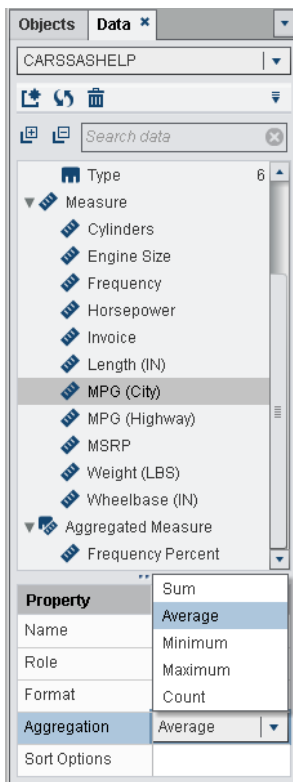 Objects Data
CARSSASHELP
Search data
Type 6
Measure
Cylinders
Engine Size
Frequency
Horsepower
Invoice
Length (IN)
MPG (City)
MPG (Highway)
MSRP
Weight (LBS)
Wheelbase (IN)
Aggregated Measure
Frequency Percent
Sum
Property
Average
Name
Minimum
Role
Maximum
Format
Count
Aggregation Average
Sort Options